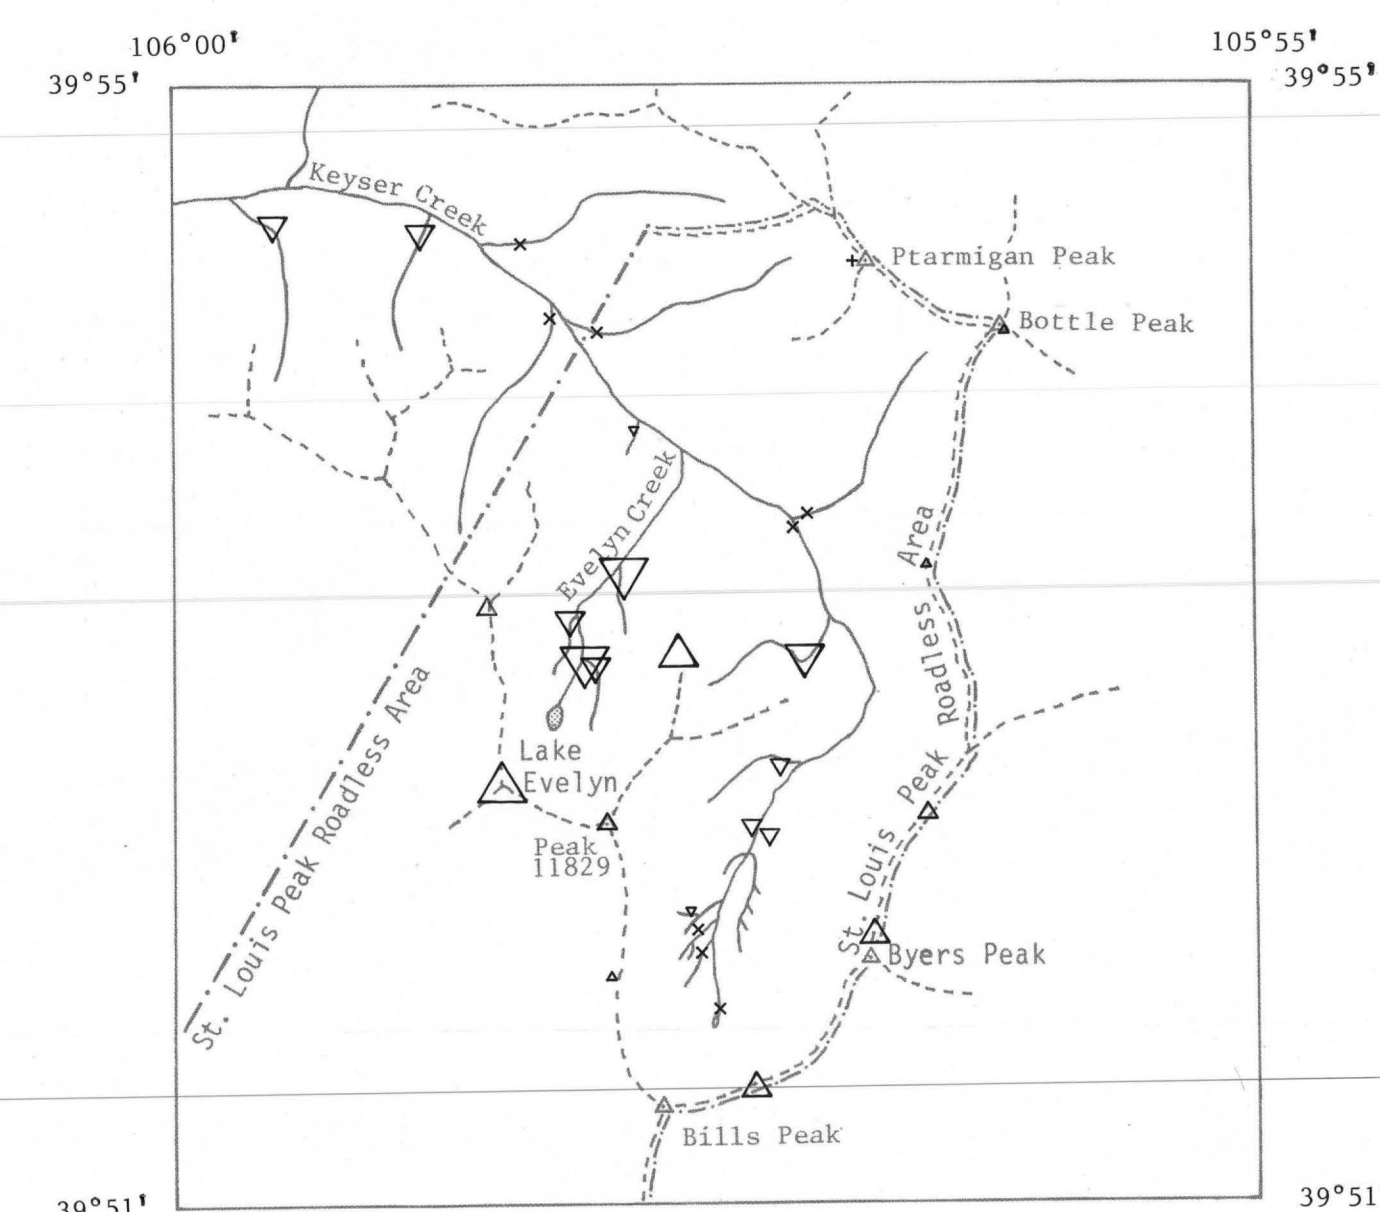 106°00'
105°55'
39°55'
39°55'
Keyser Creek
Ptarmigan Peak
Bottle Peak
Evelyn Creek
St. Louis Peak Roadless Area
St. Louis Peak Roadless Area
Lake
Evelyn
Peak
11829
Byers Peak
Bills Peak
39°51'
39°51